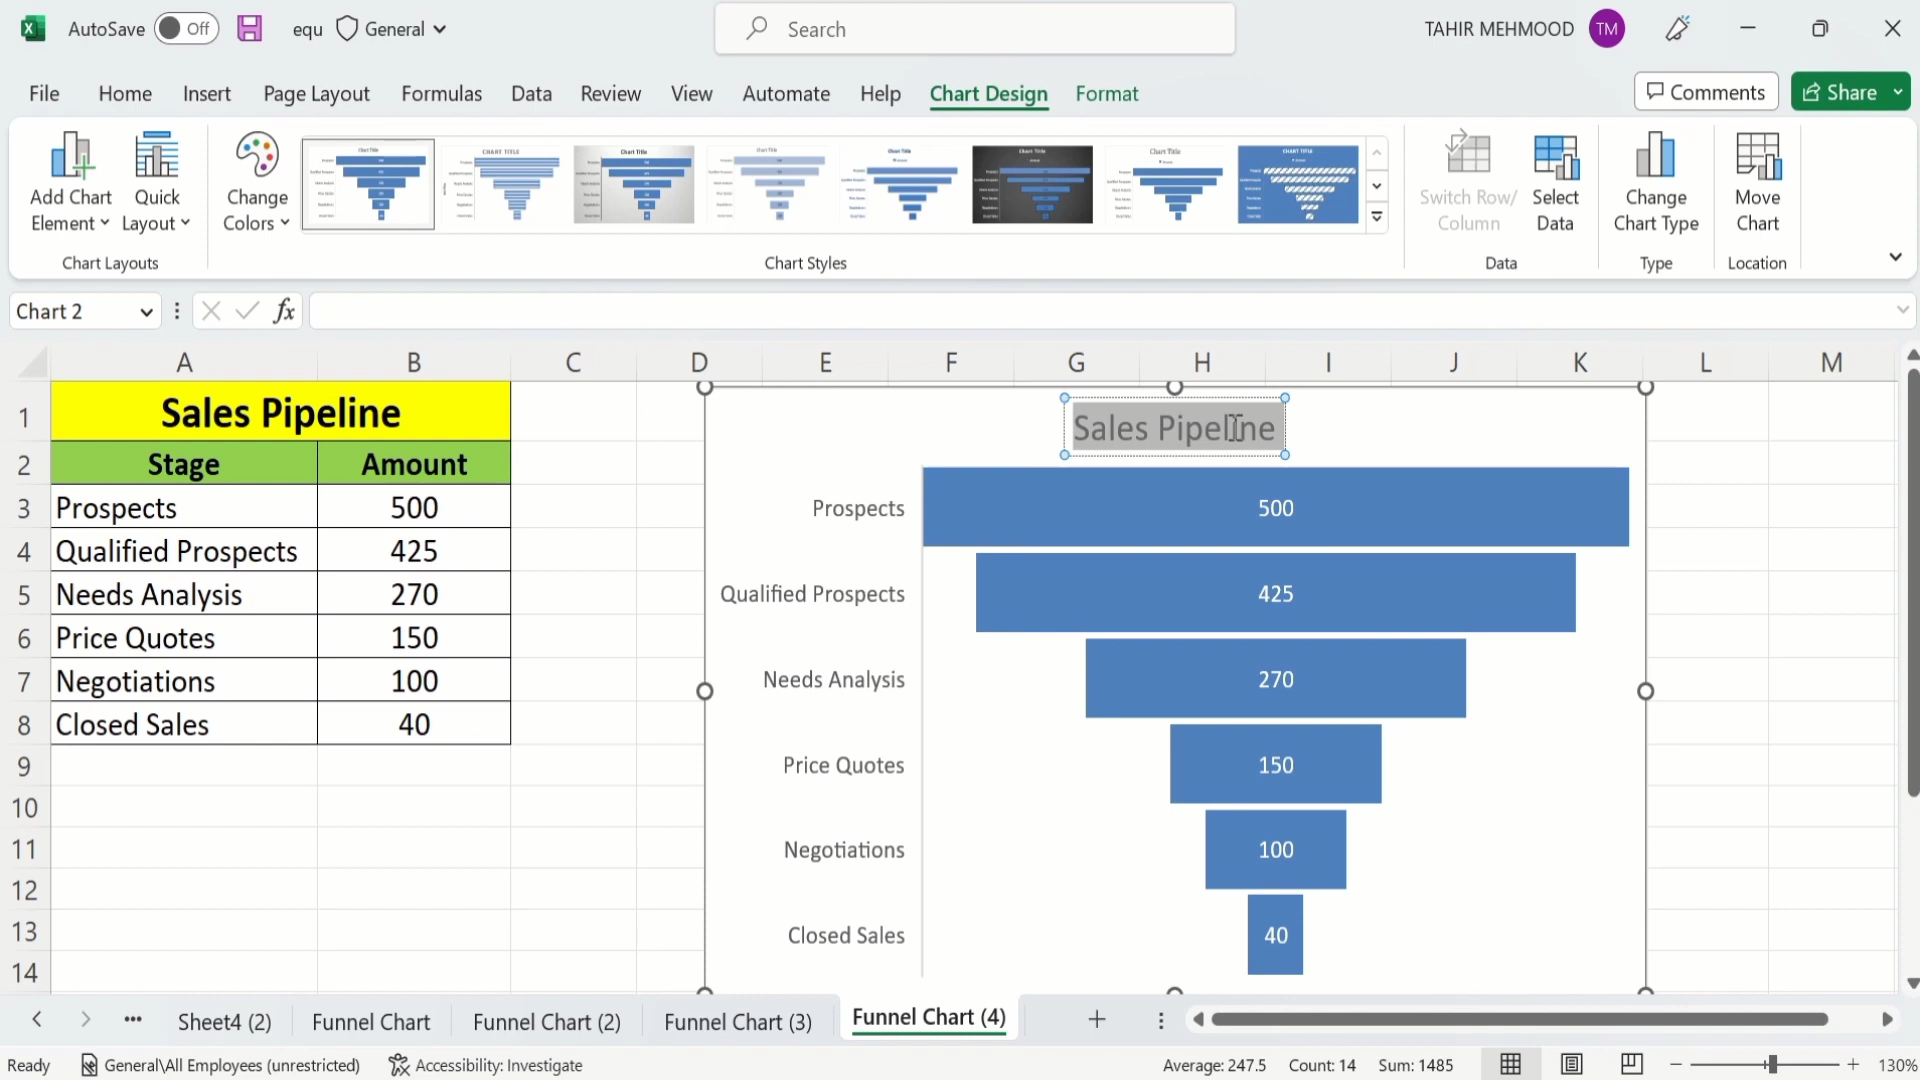 AutoSave Off equ General Search TAHIR MEHMOOD TM
File Home Insert Page Layout Formulas Data Review View Automate Help Chart Design Format Comments Share
Add Chart Element Quick Layout Change Colors Switch Row/Column Select Data Change Chart Type Move Chart
Chart Layouts Chart Styles Data Type Location
Chart 2 fx
A B C D E F G H I J K L M
1 Sales Pipeline
2 Stage Amount
3 Prospects 500
4 Qualified Prospects 425
5 Needs Analysis 270
6 Price Quotes 150
7 Negotiations 100
8 Closed Sales 40
9
10
11
12
13
14
Sales Pipeline
Prospects 500
Qualified Prospects 425
Needs Analysis 270
Price Quotes 150
Negotiations 100
Closed Sales 40
Sheet4 (2) Funnel Chart Funnel Chart (2) Funnel Chart (3) Funnel Chart (4)
Ready General\All Employees (unrestricted) Accessibility: Investigate Average: 247.5 Count: 14 Sum: 1485 130%